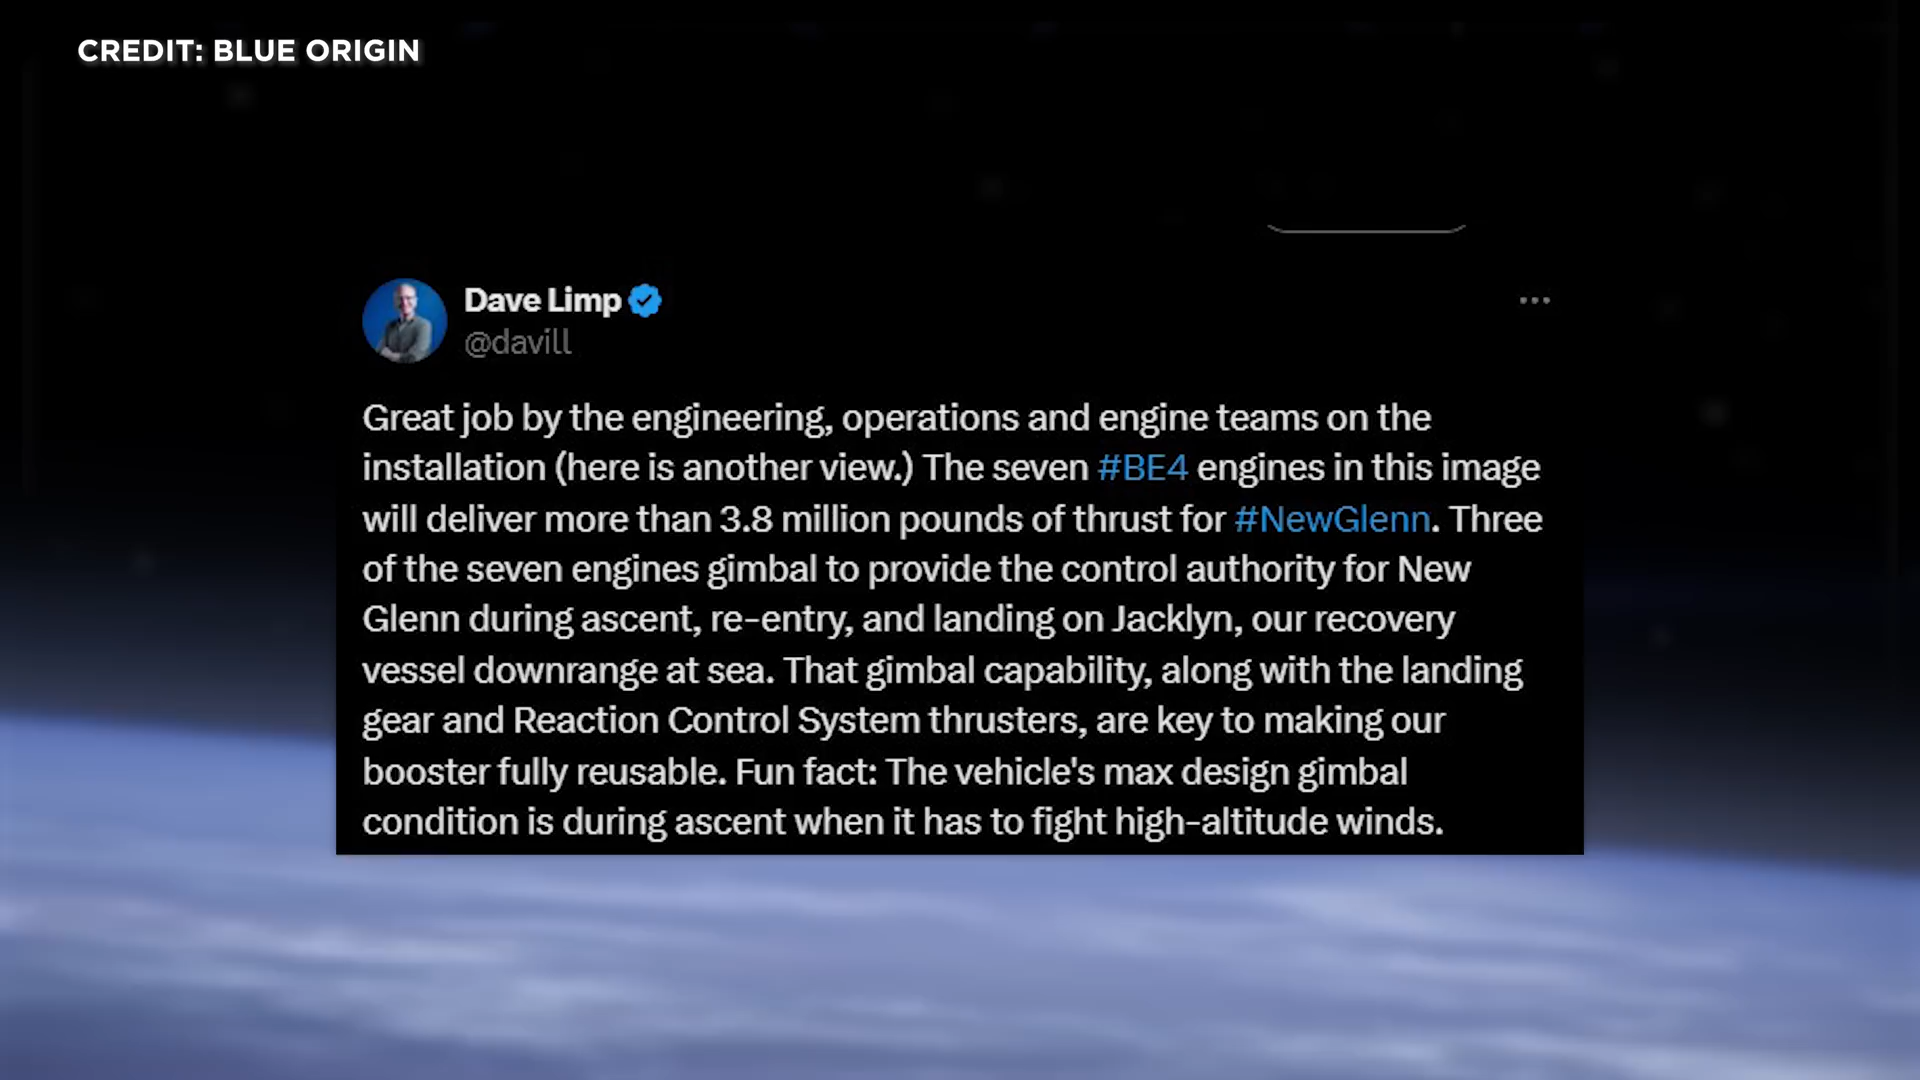 CREDIT: BLUE ORIGIN
Dave Limp
@davill
Great job by the engineering, operations and engine teams on the
installation (here is another view.) The seven #BE4 engines in this image
will deliver more than 3.8 million pounds of thrust for #NewGlenn. Three
of the seven engines gimbal to provide the control authority for New
Glenn during ascent, re-entry, and landing on Jacklyn, our recovery
vessel downrange at sea. That gimbal capability, along with the landing
gear and Reaction Control System thrusters, are key to making our
booster fully reusable. Fun fact: The vehicle's max design gimbal
condition is during ascent when it has to fight high-altitude winds.